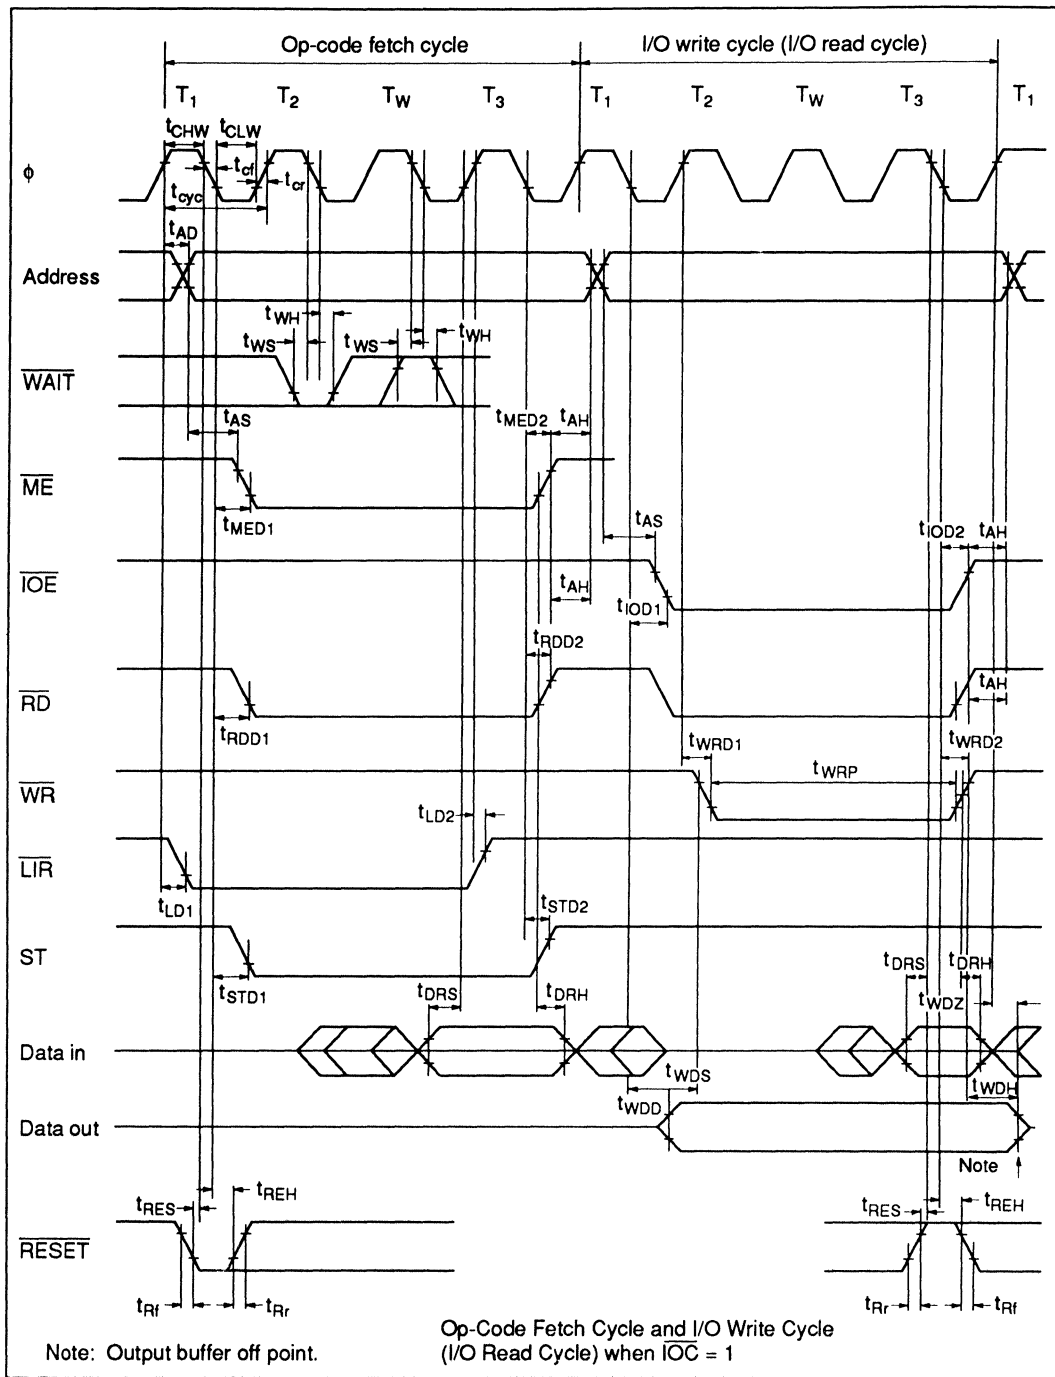 Op-code fetch cycle
I/O write cycle (I/O read cycle)
T1 T2 TW T3 T1 T2 TW T3 T1
tCHW tCLW
ϕ
tcf
tcr
tcyc
tAD
Address
tWH
tWS tWS tWH
WAIT
tAS tMED2 tAH
ME
tMED1
tAS tIOD2 tAH
IOE
tAH tIOD1
tRDD2
RD
tAH
tRDD1
tWRD1 tWRD2
tWRP
WR
tLD2
LIR
tLD1
tSTD2
ST
tSTD1
tDRS tDRH
tDRS tDRH
tWDZ
Data in
tWDS
tWDH
tWDD
Data out
Note
tRES tREH
tRES tREH
RESET
tRf tRr
tRr tRf
Op-Code Fetch Cycle and I/O Write Cycle
Note: Output buffer off point.
(I/O Read Cycle) when IOC = 1